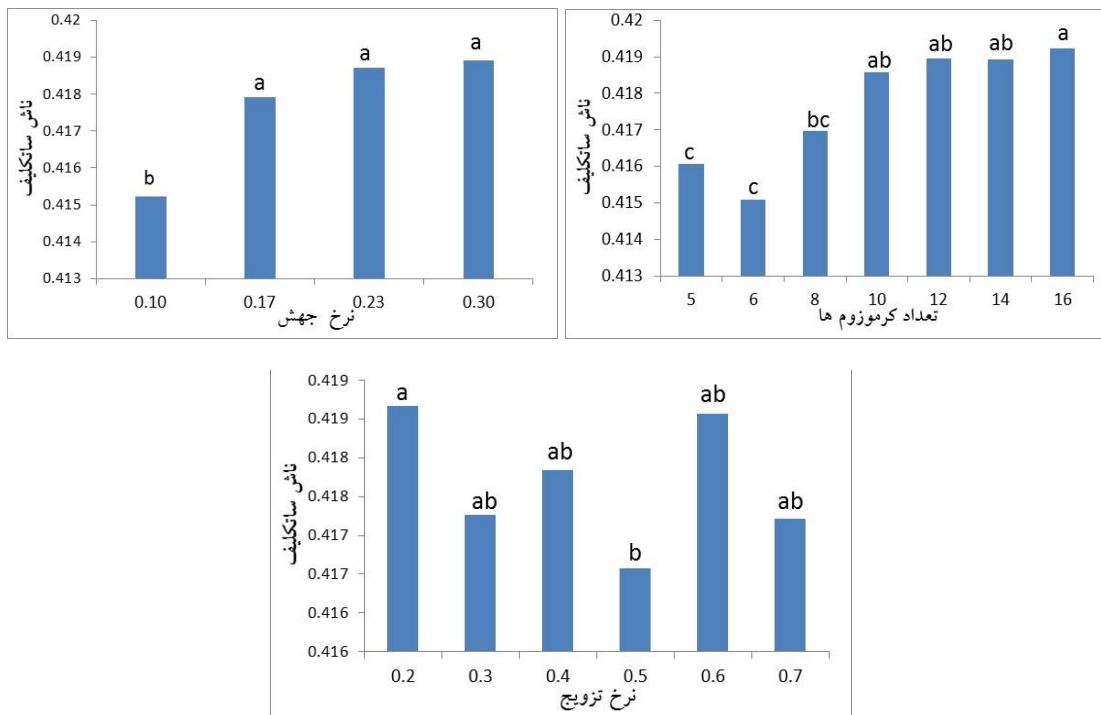 0.42
0.419
0.418
0.417
0.416
0.415
0.414
0.413
ناش ساتکلیف
b
a
a
a
0.10
0.17
0.23
0.30
نرخ جهش
0.42
0.419
0.418
0.417
0.416
0.415
0.414
0.413
ناش ساتکلیف
c
c
bc
ab
ab
ab
a
5
6
8
10
12
14
16
تعداد کرموزوم ها
0.419
0.419
0.418
0.418
0.417
0.417
0.416
0.416
ناش ساتکلیف
a
ab
ab
b
ab
ab
0.2
0.3
0.4
0.5
0.6
0.7
نرخ تزویج